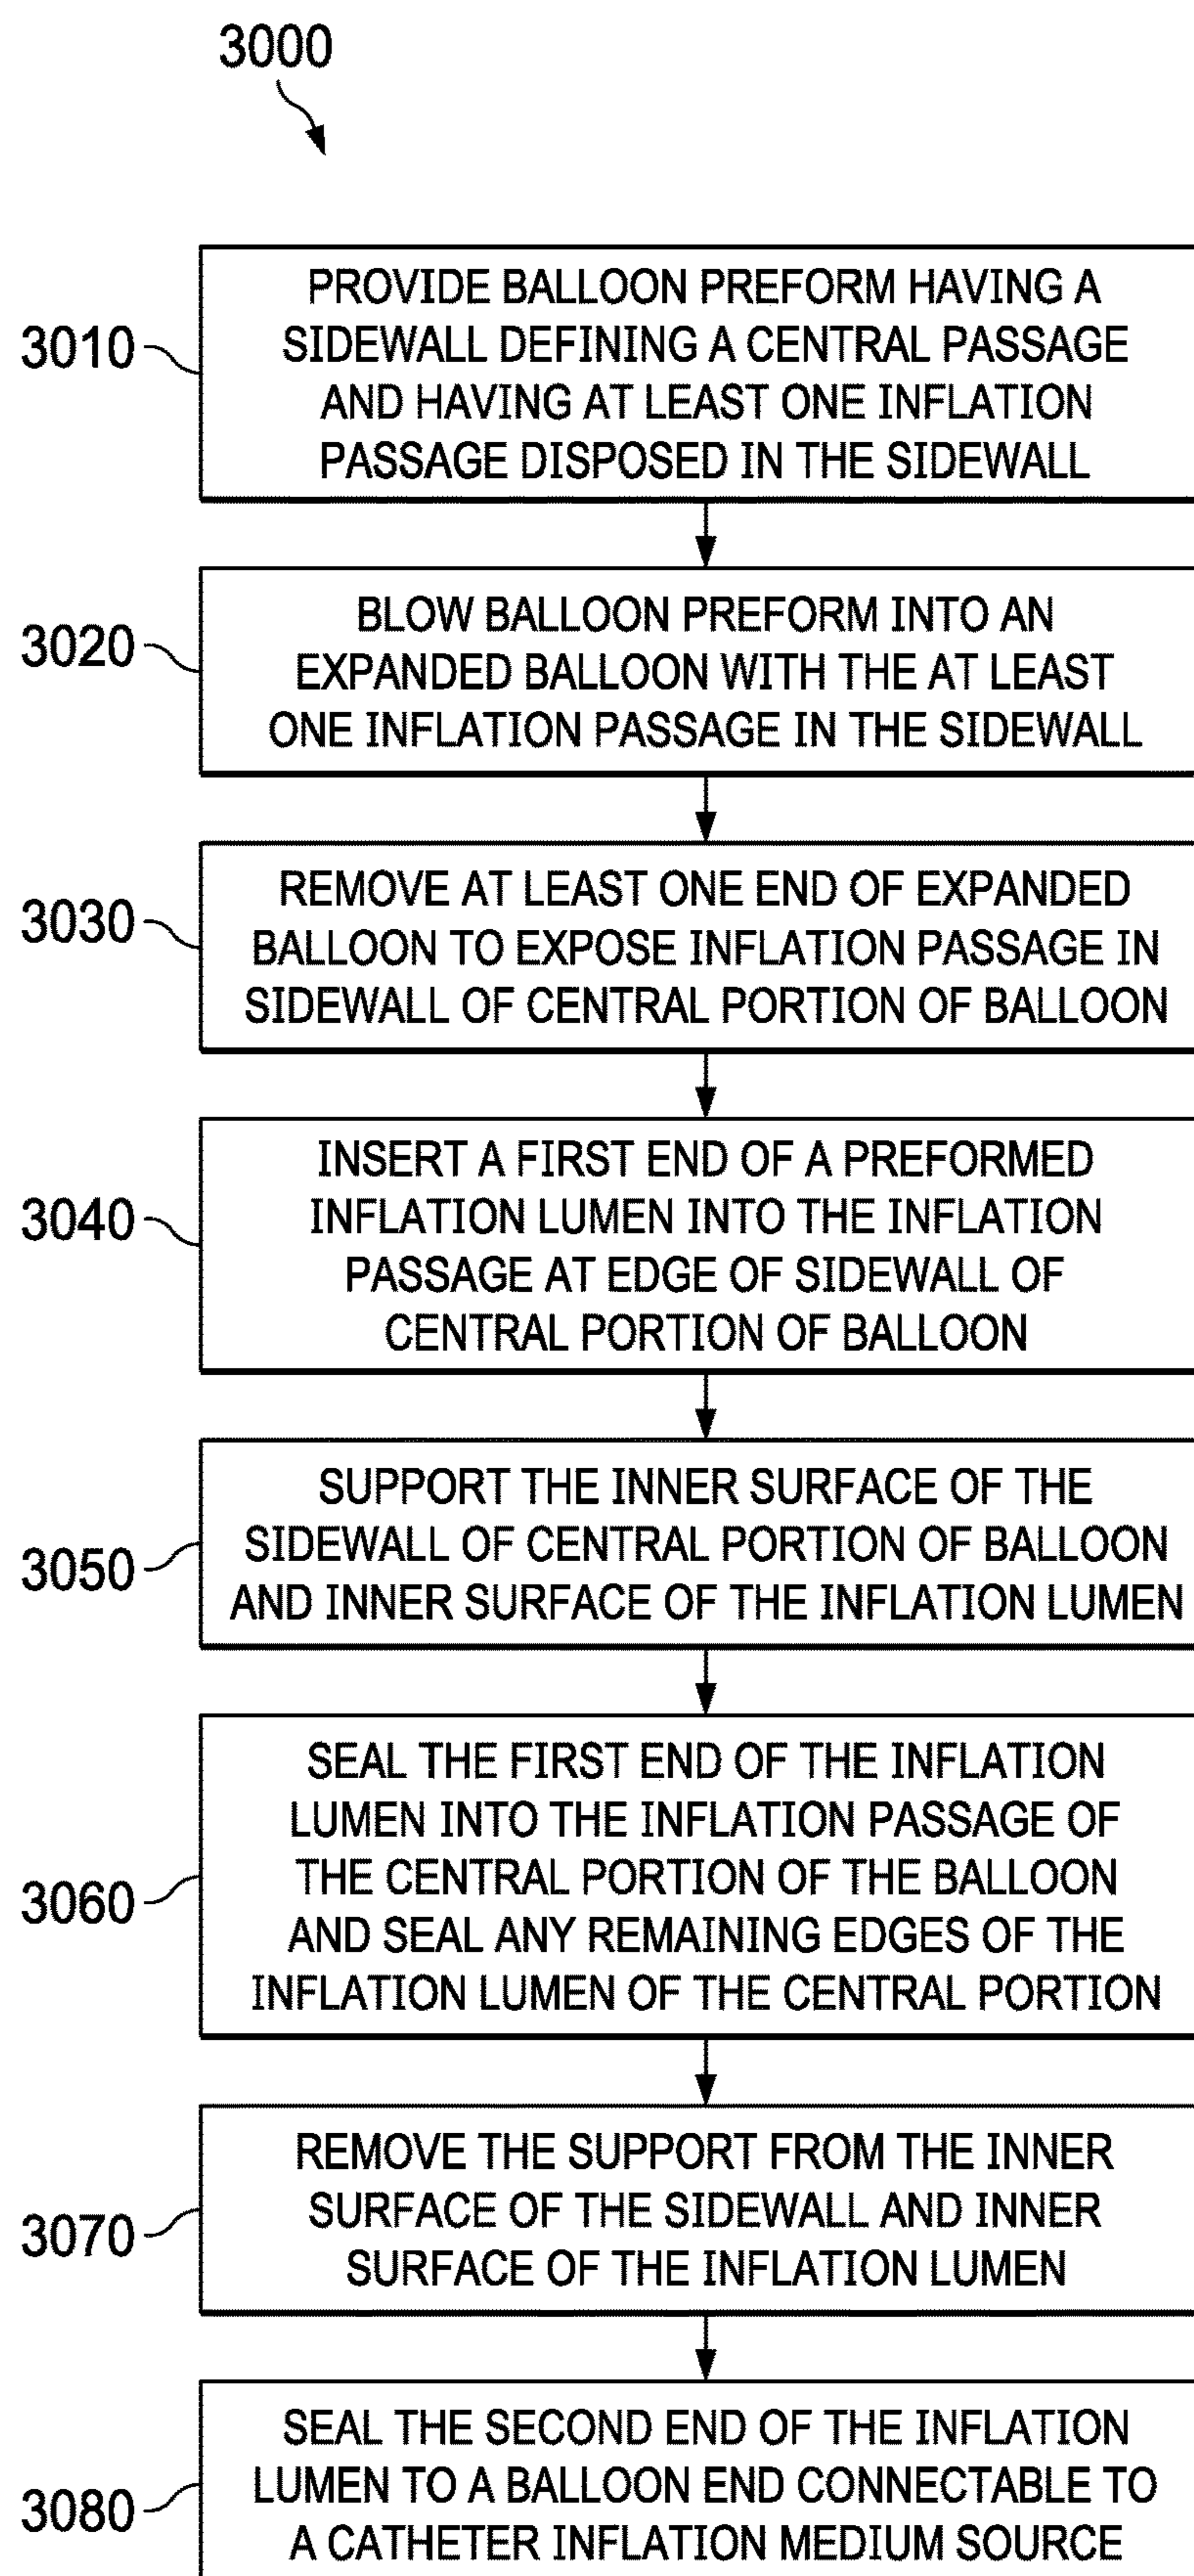 3000
3010
PROVIDE BALLOON PREFORM HAVING A
SIDEWALL DEFINING A CENTRAL PASSAGE
AND HAVING AT LEAST ONE INFLATION
PASSAGE DISPOSED IN THE SIDEWALL
3020
BLOW BALLOON PREFORM INTO AN
EXPANDED BALLOON WITH THE AT LEAST
ONE INFLATION PASSAGE IN THE SIDEWALL
3030
REMOVE AT LEAST ONE END OF EXPANDED
BALLOON TO EXPOSE INFLATION PASSAGE IN
SIDEWALL OF CENTRAL PORTION OF BALLOON
3040
INSERT A FIRST END OF A PREFORMED
INFLATION LUMEN INTO THE INFLATION
PASSAGE AT EDGE OF SIDEWALL OF
CENTRAL PORTION OF BALLOON
3050
SUPPORT THE INNER SURFACE OF THE
SIDEWALL OF CENTRAL PORTION OF BALLOON
AND INNER SURFACE OF THE INFLATION LUMEN
3060
SEAL THE FIRST END OF THE INFLATION
LUMEN INTO THE INFLATION PASSAGE OF
THE CENTRAL PORTION OF THE BALLOON
AND SEAL ANY REMAINING EDGES OF THE
INFLATION LUMEN OF THE CENTRAL PORTION
3070
REMOVE THE SUPPORT FROM THE INNER
SURFACE OF THE SIDEWALL AND INNER
SURFACE OF THE INFLATION LUMEN
3080
SEAL THE SECOND END OF THE INFLATION
LUMEN TO A BALLOON END CONNECTABLE TO
A CATHETER INFLATION MEDIUM SOURCE